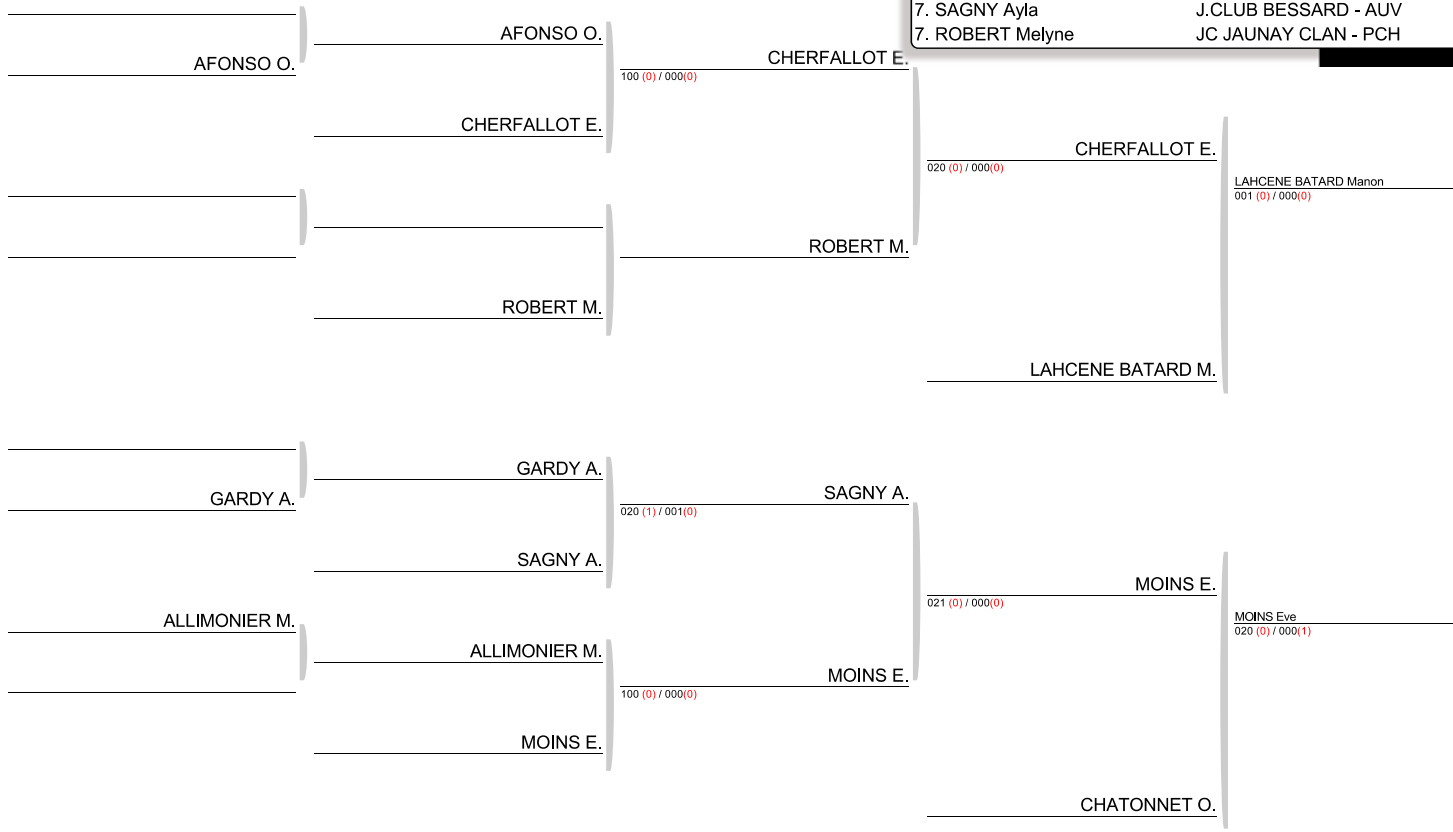 7. SAGNY Ayla J.CLUB BESSARD - AUV
7. ROBERT Melyne JC JAUNAY CLAN - PCH
AFONSO O.
AFONSO O.
CHERFALLOT E.
100 (0) / 000(0)
CHERFALLOT E.
CHERFALLOT E.
020 (0) / 000(0)
LAHCENE BATARD Manon
001 (0) / 000(0)
ROBERT M.
ROBERT M.
LAHCENE BATARD M.
GARDY A.
GARDY A.
SAGNY A.
020 (1) / 001(0)
SAGNY A.
MOINS E.
021 (0) / 000(0)
MOINS Eve
020 (0) / 000(1)
ALLIMONIER M.
ALLIMONIER M.
MOINS E.
100 (0) / 000(0)
MOINS E.
CHATONNET O.